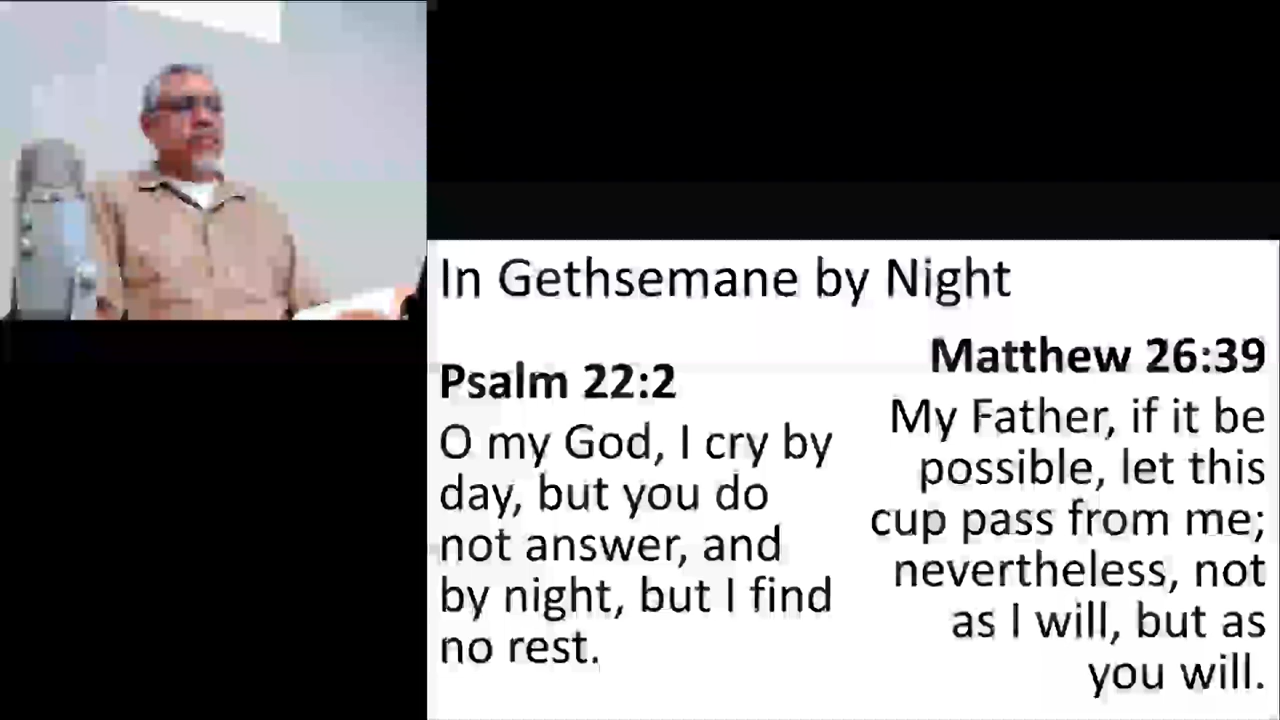 In Gethsemane by Night
Psalm 22:2
O my God, I cry by
day, but you do
not answer, and
by night, but I find
no rest.
Matthew 26:39
My Father, if it be
possible, let this
cup pass from me;
nevertheless, not
as I will, but as
you will.